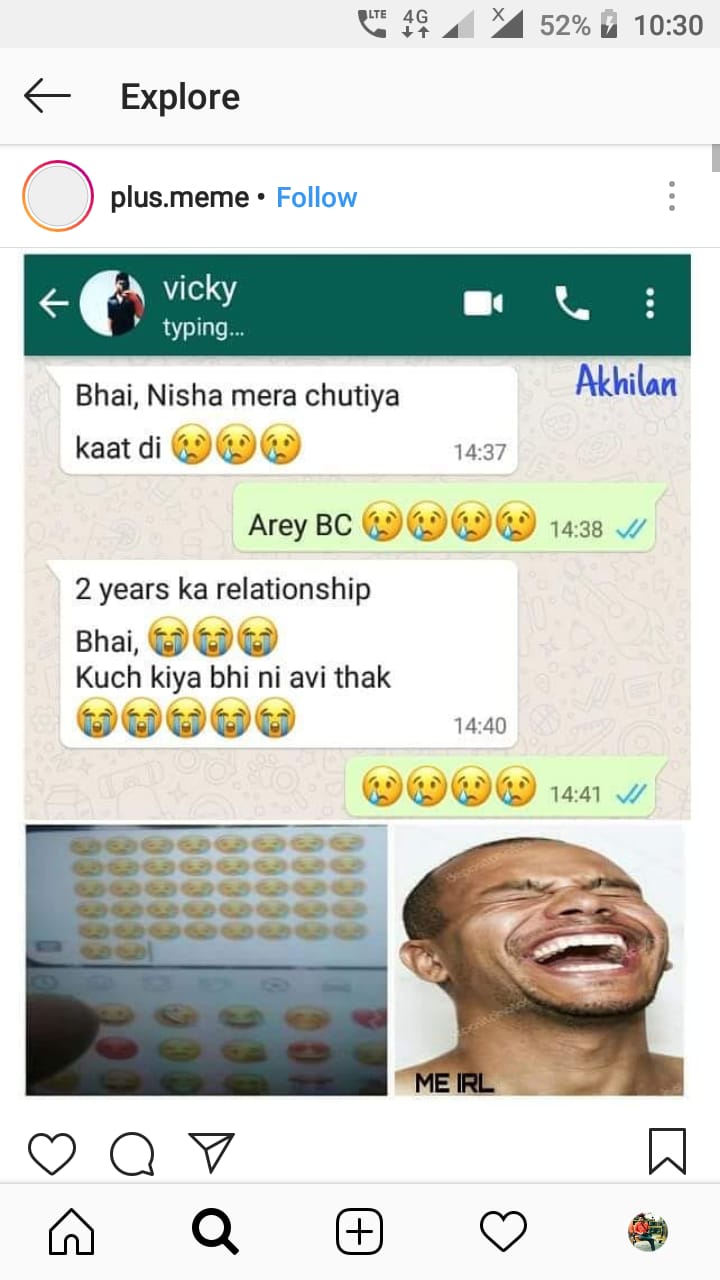 LTE 4G X 52% 10:30
Explore
plus.meme • Follow
vicky
typing...
Akhilan
Bhai, Nisha mera chutiya
kaat di 😢😢😢 14:37
Arey BC 😢😢😢😢 14:38
2 years ka relationship
Bhai, 😭😭😭
Kuch kiya bhi ni avi thak
😭😭😭😭😭 14:40
😢😢😢😢 14:41
ME IRL